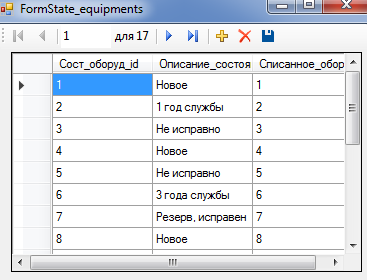 FormState_equipments
1 для 17
Сост_оборуд_id Описание_состоя Списанное_обор
1 Новое 1
2 1 год службы 2
3 Не исправно 3
4 Новое 4
5 Не исправно 5
6 3 года службы 6
7 Резерв, исправен 7
8 Новое 8